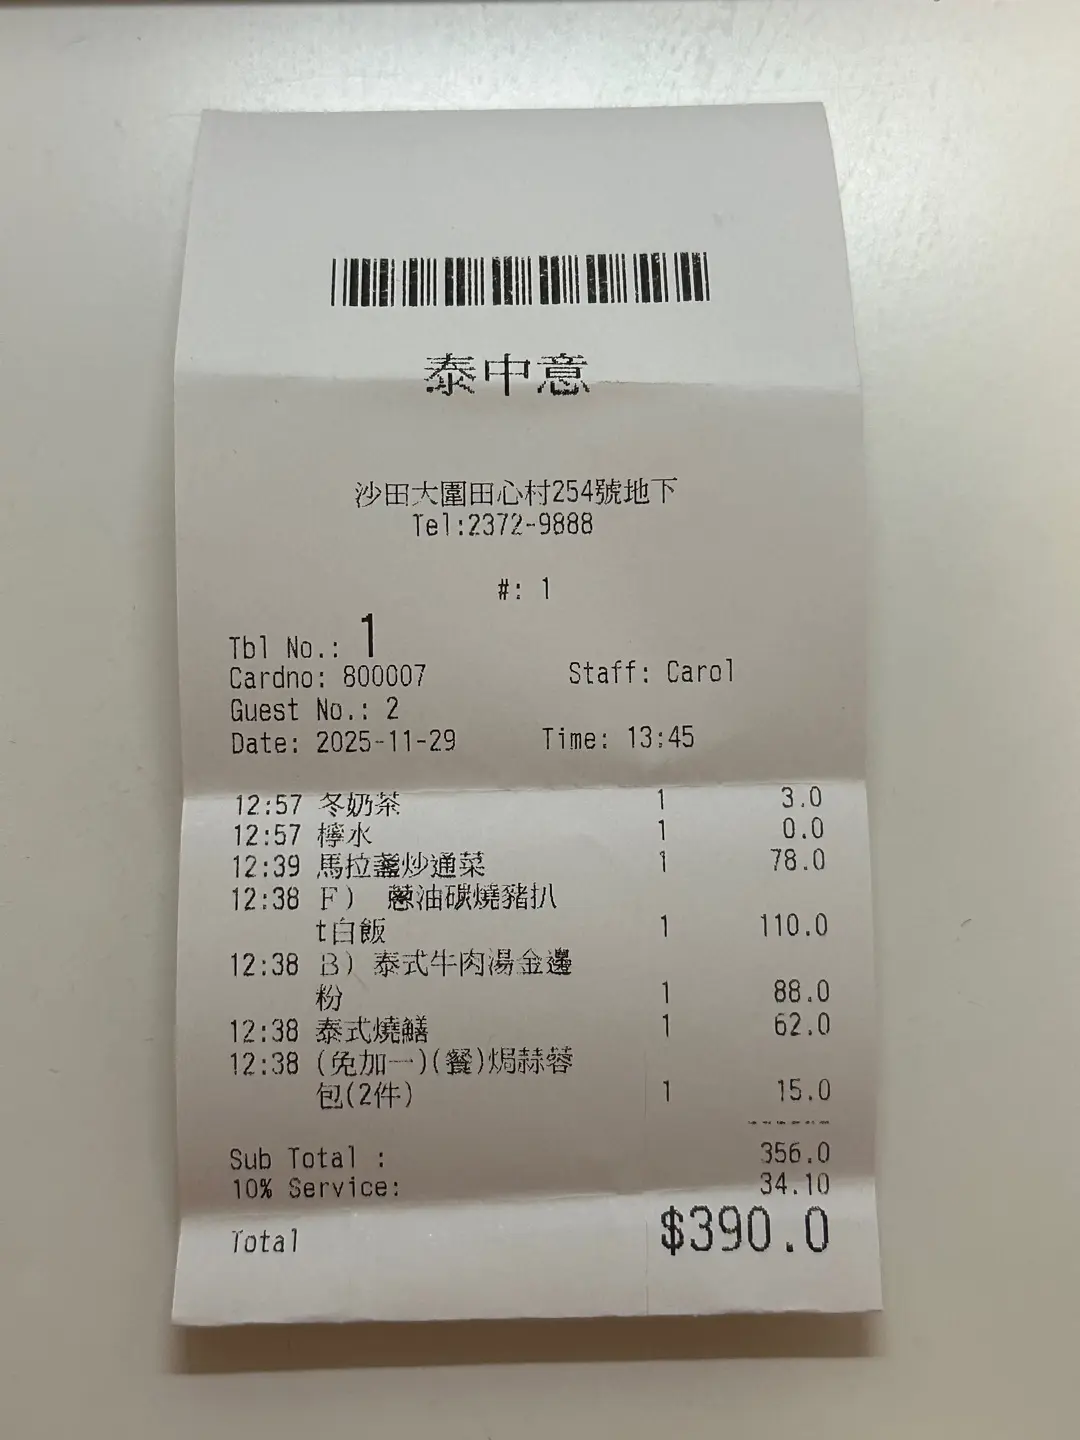 泰中意
沙田大圍田心村254號地下
Tel:2372-9888
#: 1
Tbl No.: 1
Cardno: 800007 Staff: Carol
Guest No.: 2
Date: 2025-11-29 Time: 13:45
12:57 冬奶茶 1 3.0
12:57 檸水 1 0.0
12:39 馬拉盞炒通菜 1 78.0
12:38 F) 蔥油碳燒豬扒
t白飯 1 110.0
12:38 B) 泰式牛肉湯金邊
粉 1 88.0
12:38 泰式燒鱔 1 62.0
12:38 (免加一)(餐)焗蒜蓉
包(2件) 1 15.0
Sub Total : 356.0
10% Service: 34.10
Total $390.0